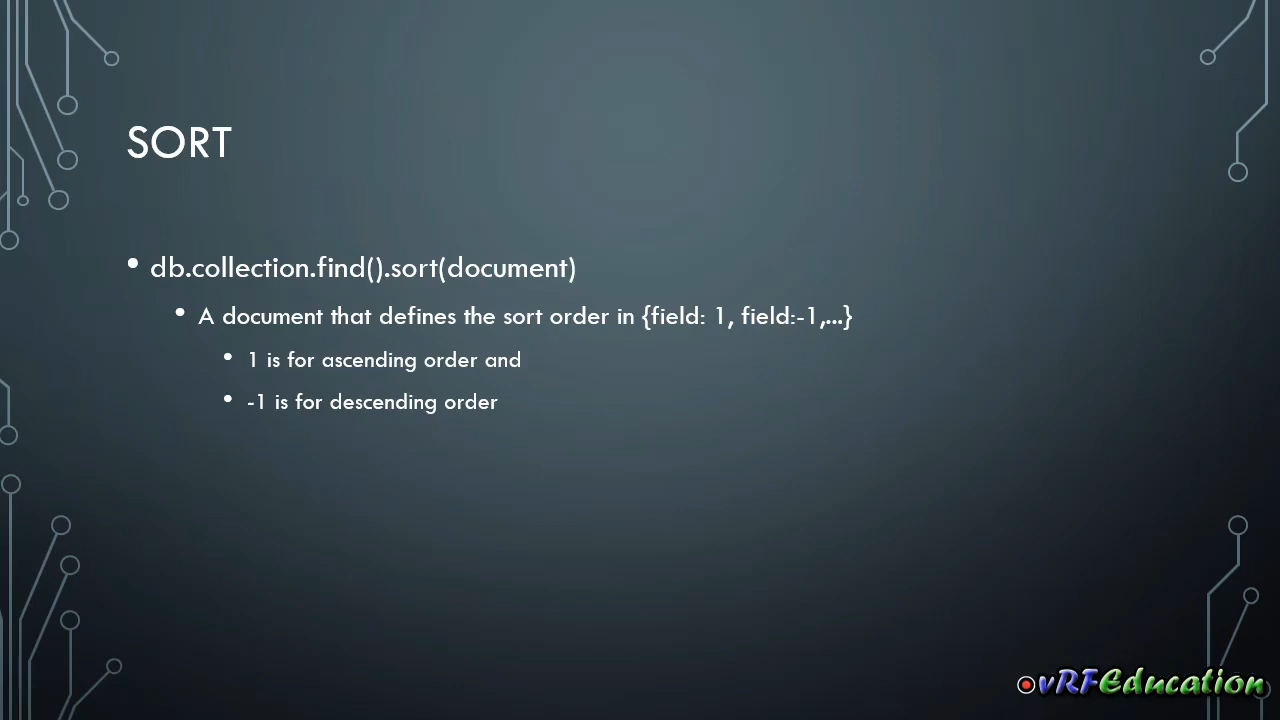 SORT
• db.collection.find().sort(document)
• A document that defines the sort order in {field: 1, field:-1,...}
• 1 is for ascending order and
• -1 is for descending order
vRFEducation